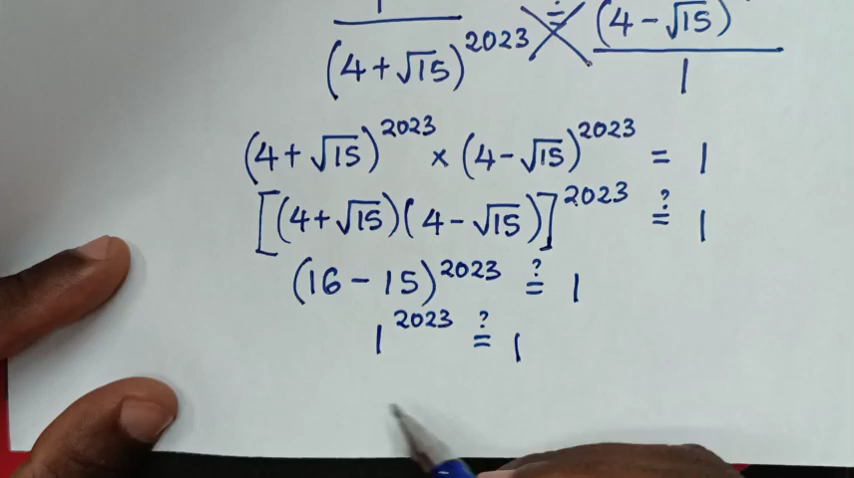 1/(4+√15)^2023 ≟ (4-√15)/1
(4+√15)^2023 × (4-√15)^2023 = 1
[(4+√15)(4-√15)]^2023 ≟ 1
(16-15)^2023 ≟ 1
1^2023 ≟ 1